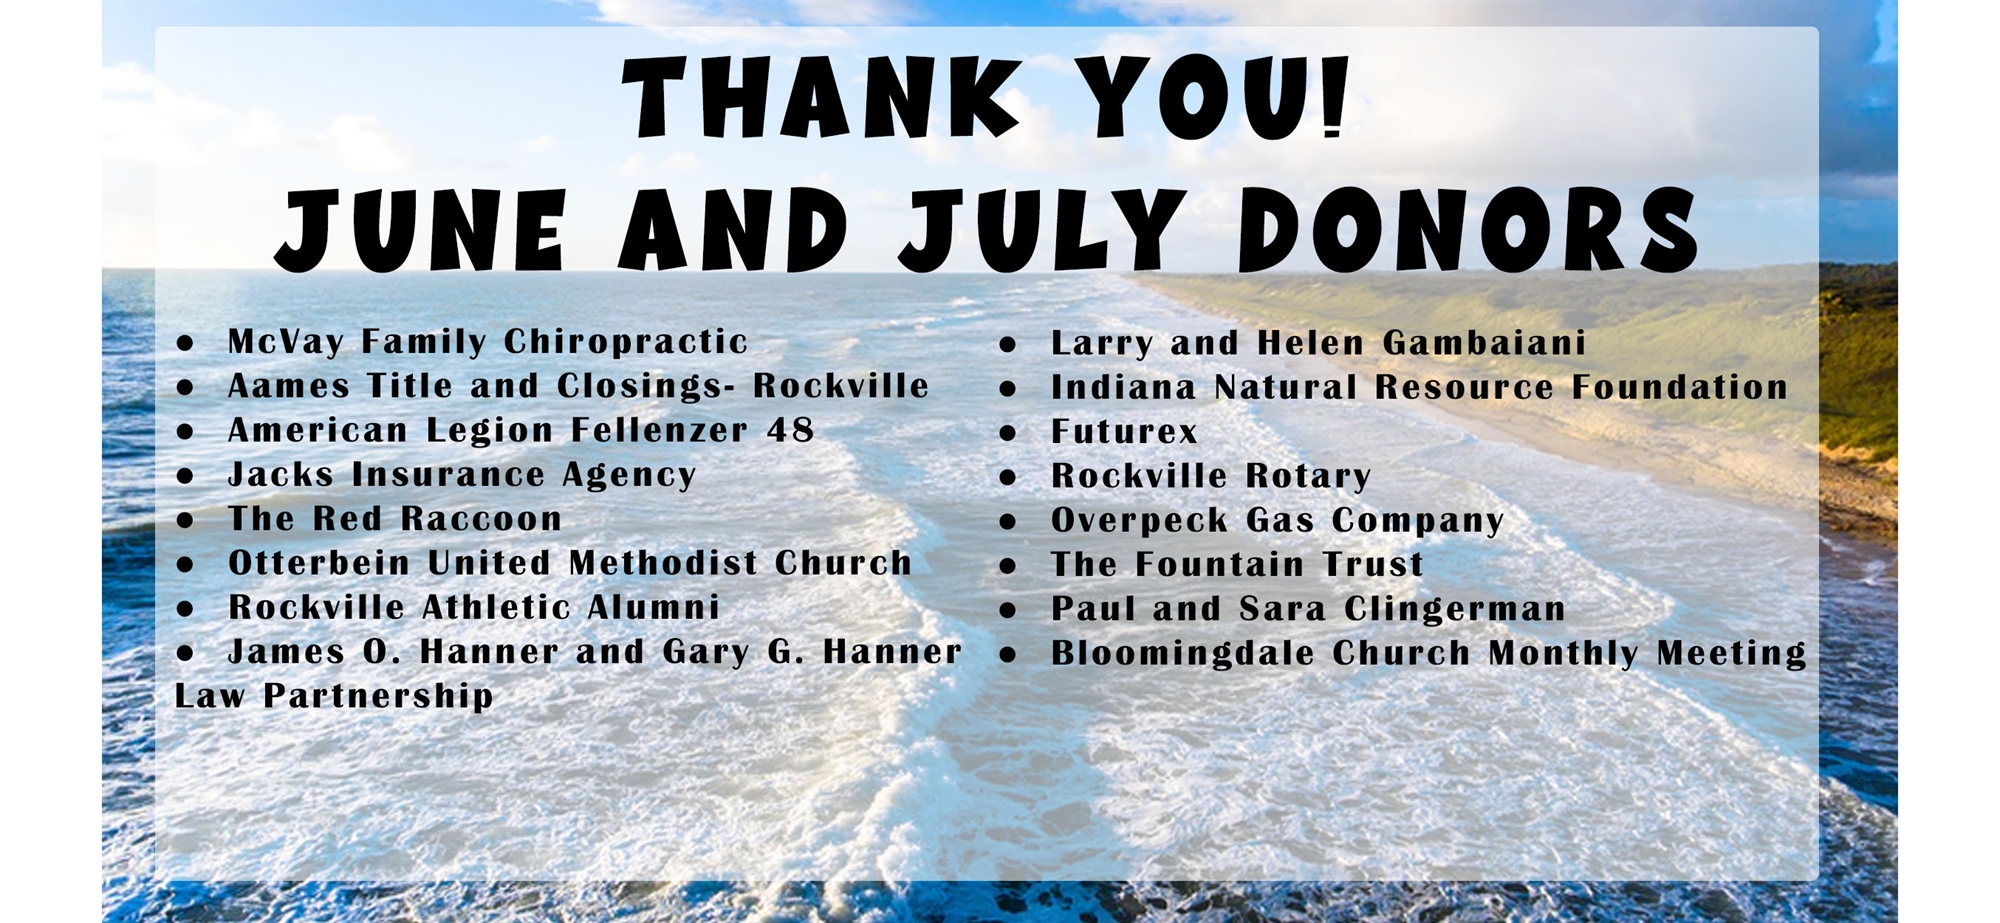 THANK YOU!
JUNE AND JULY DONORS
● McVay Family Chiropractic
● Aames Title and Closings- Rockville
● American Legion Fellenzer 48
● Jacks Insurance Agency
● The Red Raccoon
● Otterbein United Methodist Church
● Rockville Athletic Alumni
● James O. Hanner and Gary G. Hanner
Law Partnership
● Larry and Helen Gambaiani
● Indiana Natural Resource Foundation
● Futurex
● Rockville Rotary
● Overpeck Gas Company
● The Fountain Trust
● Paul and Sara Clingerman
● Bloomingdale Church Monthly Meeting